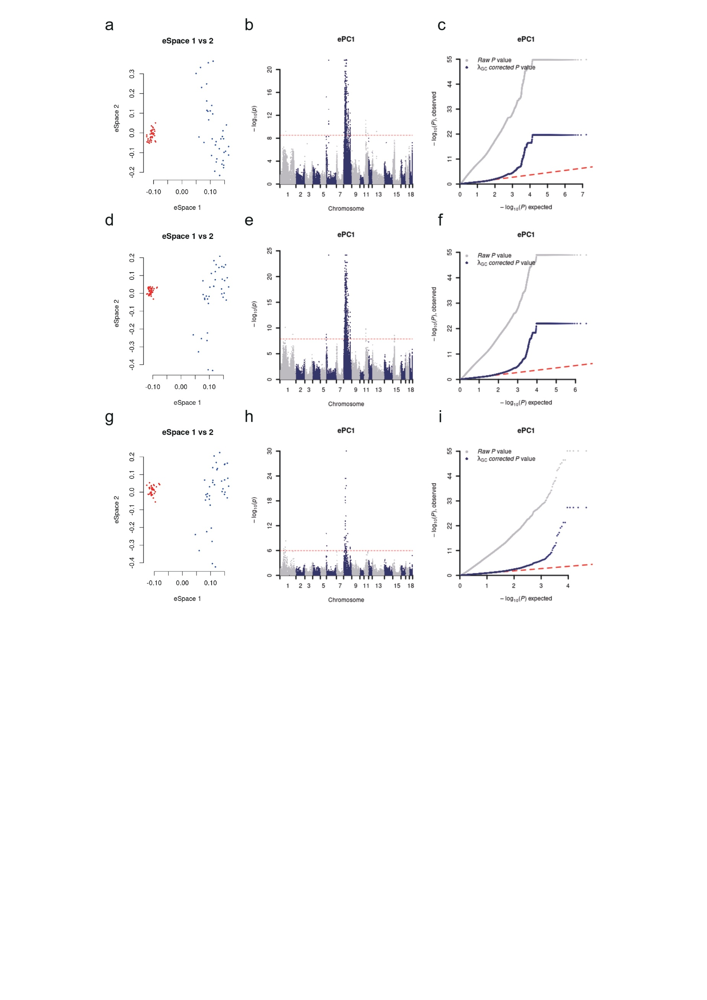 a
eSpace 1 vs 2
eSpace 2
0.3
0.2
0.1
0.0
-0.1
-0.2
-0.10 0.00 0.10
eSpace 1
b
ePC1
– log10(p)
20
16
12
8
4
0
1 2 3 5 7 9 11 13 15 18
Chromosome
c
ePC1
Raw P value
λGC corrected P value
– log10(P), observed
55
44
33
22
11
0
0 1 2 3 4 5 6 7
– log10(P) expected
d
eSpace 1 vs 2
eSpace 2
0.2
0.1
0.0
-0.1
-0.2
-0.3
-0.4
-0.10 0.00 0.10
eSpace 1
e
ePC1
– log10(p)
25
20
15
10
5
0
1 2 3 5 7 9 11 13 15 18
Chromosome
f
ePC1
Raw P value
λGC corrected P value
– log10(P), observed
55
44
33
22
11
0
0 1 2 3 4 5 6
– log10(P) expected
g
eSpace 1 vs 2
eSpace 2
0.2
0.1
0.0
-0.1
-0.2
-0.3
-0.4
-0.10 0.00 0.10
eSpace 1
h
ePC1
– log10(p)
30
24
18
12
6
0
1 2 3 5 7 9 11 13 15 18
Chromosome
i
ePC1
Raw P value
λGC corrected P value
– log10(P), observed
55
44
33
22
11
0
0 1 2 3 4
– log10(P) expected